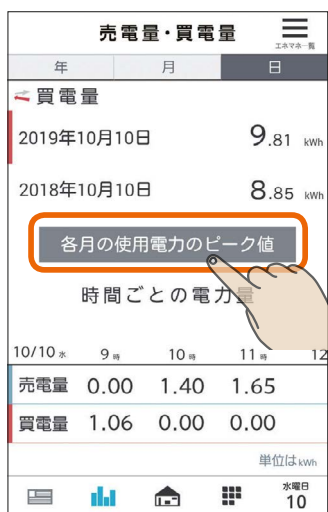 売電量・買電量
エネマネ一覧
年 月 日
買電量
2019年10月10日 9.81 kWh
2018年10月10日 8.85 kWh
各月の使用電力のピーク値
時間ごとの電力量
10/10 水 9 時 10 時 11 時 12
売電量 0.00 1.40 1.65
買電量 1.06 0.00 0.00
単位はkWh
水曜日
10